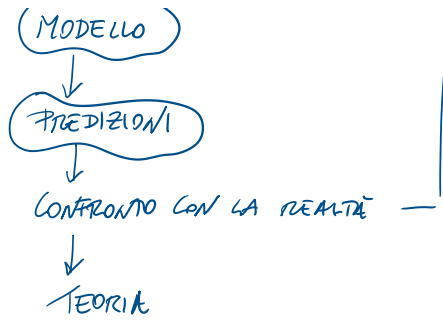 MODELLO
PREDIZIONI
CONFRONTO CON LA REALTÀ
TEORIA